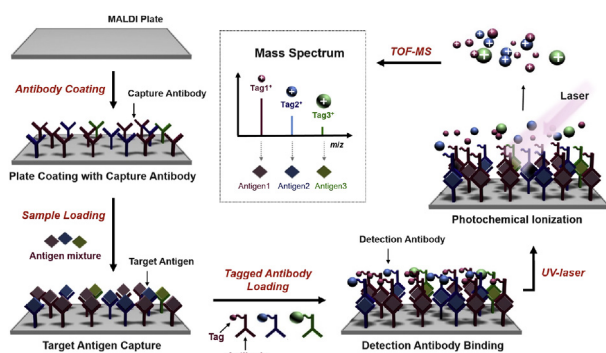 MALDI Plate
Antibody Coating
Capture Antibody
Plate Coating with Capture Antibody
Sample Loading
Antigen mixture
Target Antigen
Target Antigen Capture
Tagged Antibody
Loading
Tag
Detection Antibody
Detection Antibody Binding
UV-laser
Laser
Photochemical Ionization
TOF-MS
Mass Spectrum
Tag1+
Tag2+
Tag3+
m/z
Antigen1
Antigen2
Antigen3